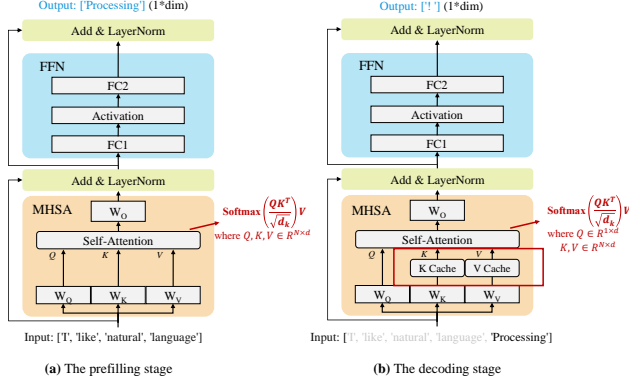 Output: ['Processing'] (1*dim)
Add & LayerNorm
FFN
FC2
Activation
FC1
Add & LayerNorm
MHSA
W_O
Softmax(QK^T/√d_k)V
where Q, K, V ∈ R^{N×d}
Self-Attention
Q K V
W_Q W_K W_V
Input: ['I', 'like', 'natural', 'language']
(a) The prefilling stage
Output: ['! '] (1*dim)
Add & LayerNorm
FFN
FC2
Activation
FC1
Add & LayerNorm
MHSA
W_O
Softmax(QK^T/√d_k)V
where Q ∈ R^{1×d}
K, V ∈ R^{N×d}
Self-Attention
Q K V
K Cache V Cache
W_Q W_K W_V
Input: ['I', 'like', 'natural', 'language', 'Processing']
(b) The decoding stage